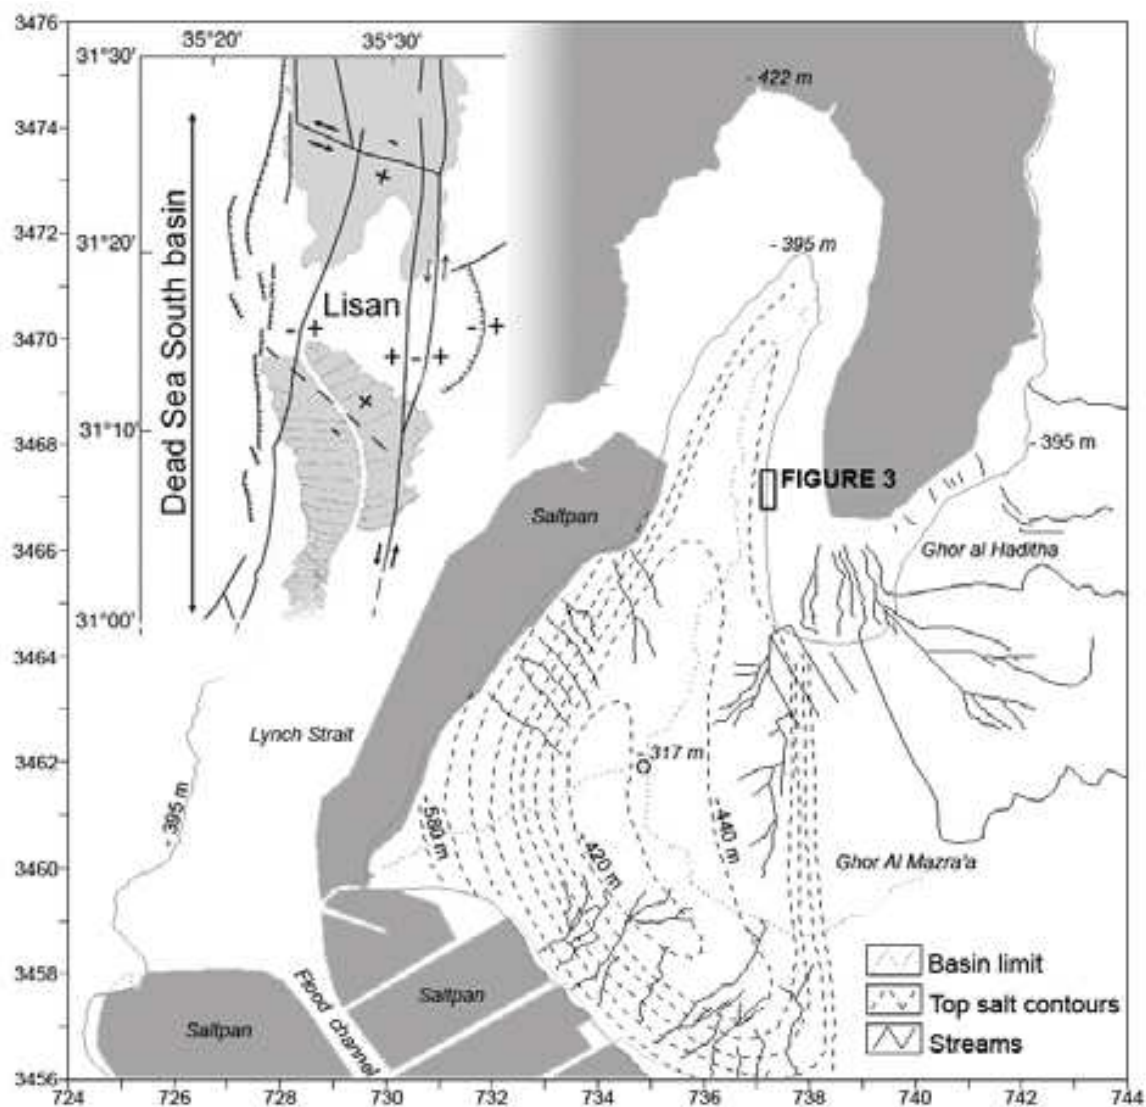 3476
35°20'
35°30'
31°30'
- 422 m
3474
Dead Sea South basin
3472
31°20'
- 395 m
Lisan
3470
3468
31°10'
- 395 m
FIGURE 3
Saltpan
3466
Ghor al Haditha
31°00'
3464
Lynch Strait
3462
317 m
- 395 m
-580 m
-420 m
-440 m
3460
Ghor Al Mazra'a
Basin limit
3458
Flood channel
Saltpan
Top salt contours
Saltpan
Streams
3456
724
726
728
730
732
734
736
738
740
742
744